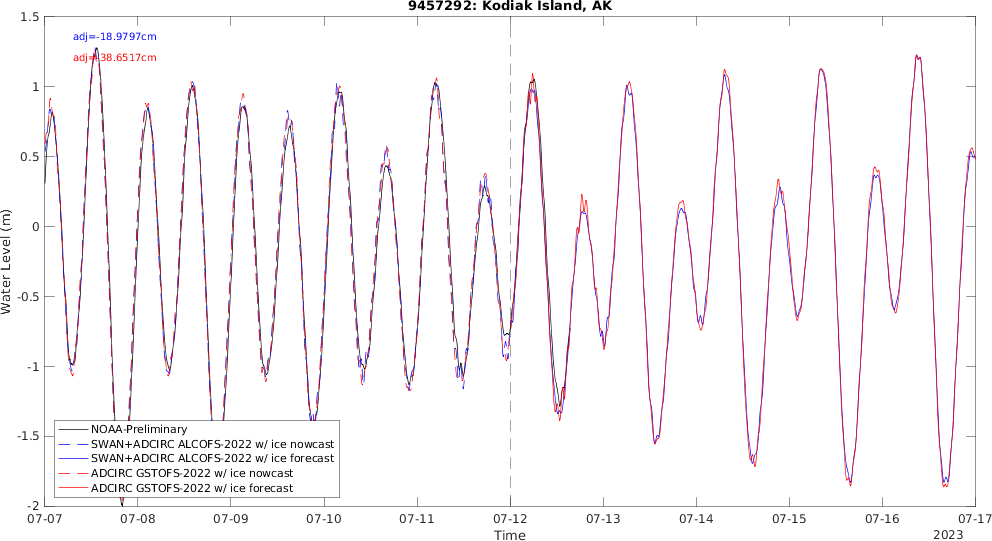 9457292: Kodiak Island, AK
adj=-18.9797cm
adj=-38.6517cm
1.5
1
0.5
0
-0.5
-1
-1.5
-2
Water Level (m)
NOAA-Preliminary
SWAN+ADCIRC ALCOFS-2022 w/ ice nowcast
SWAN+ADCIRC ALCOFS-2022 w/ ice forecast
ADCIRC GSTOFS-2022 w/ ice nowcast
ADCIRC GSTOFS-2022 w/ ice forecast
07-07 07-08 07-09 07-10 07-11 07-12 07-13 07-14 07-15 07-16 07-17
Time
2023